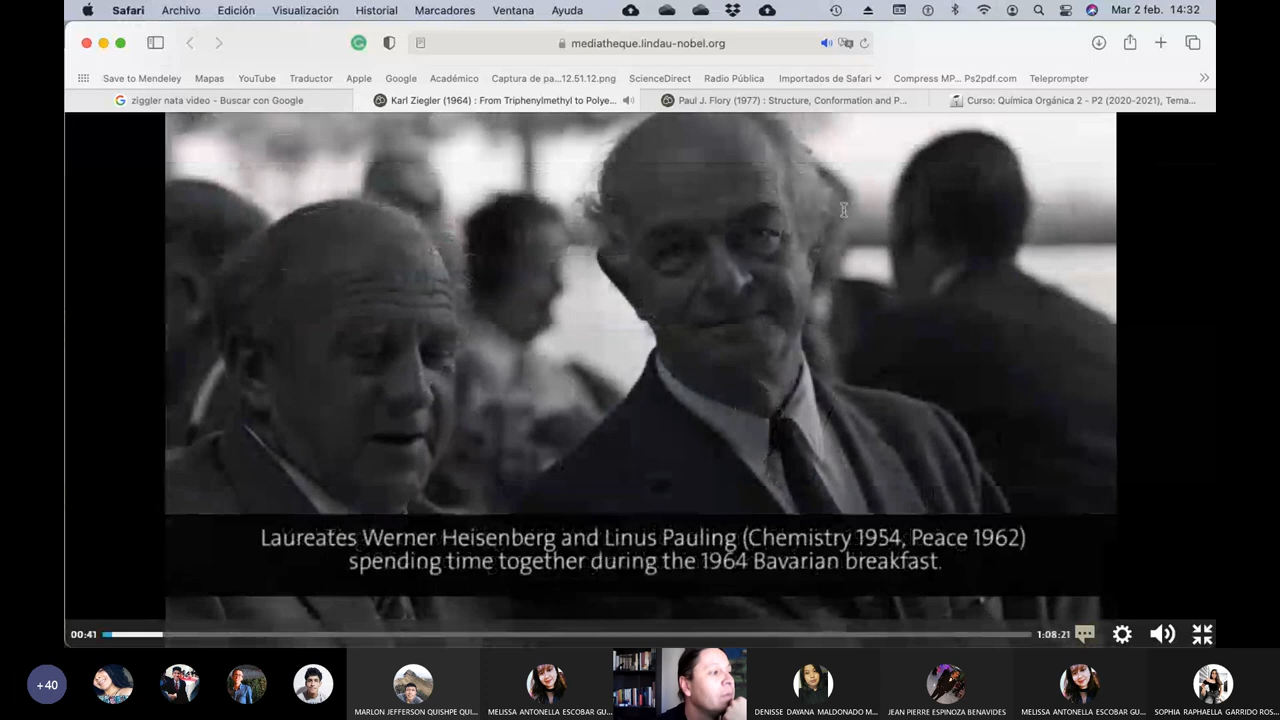 Safari Archivo Edición Visualización Historial Marcadores Ventana Ayuda Mar 2 feb. 14:32
mediatheque.lindau-nobel.org
Save to Mendeley Mapas YouTube Traductor Apple Google Académico Captura de pa...12.51.12.png ScienceDirect Radio Pública Importados de Safari Compress MP... Ps2pdf.com Teleprompter
ziggler nata video - Buscar con Google Karl Ziegler (1964) : From Triphenylmethyl to Polye... Paul J. Flory (1977) : Structure, Conformation and P... Curso: Química Orgánica 2 - P2 (2020-2021), Tema...
Laureates Werner Heisenberg and Linus Pauling (Chemistry 1954, Peace 1962)
spending time together during the 1964 Bavarian breakfast.
00:41 1:08:21
+40
MARLON JEFFERSON QUISHPE QUI... MELISSA ANTONELLA ESCOBAR GU... DENISSE DAYANA MALDONADO M... JEAN PIERRE ESPINOZA BENAVIDES MELISSA ANTONELLA ESCOBAR GU... SOPHIA RAPHAELLA GARRIDO ROS...